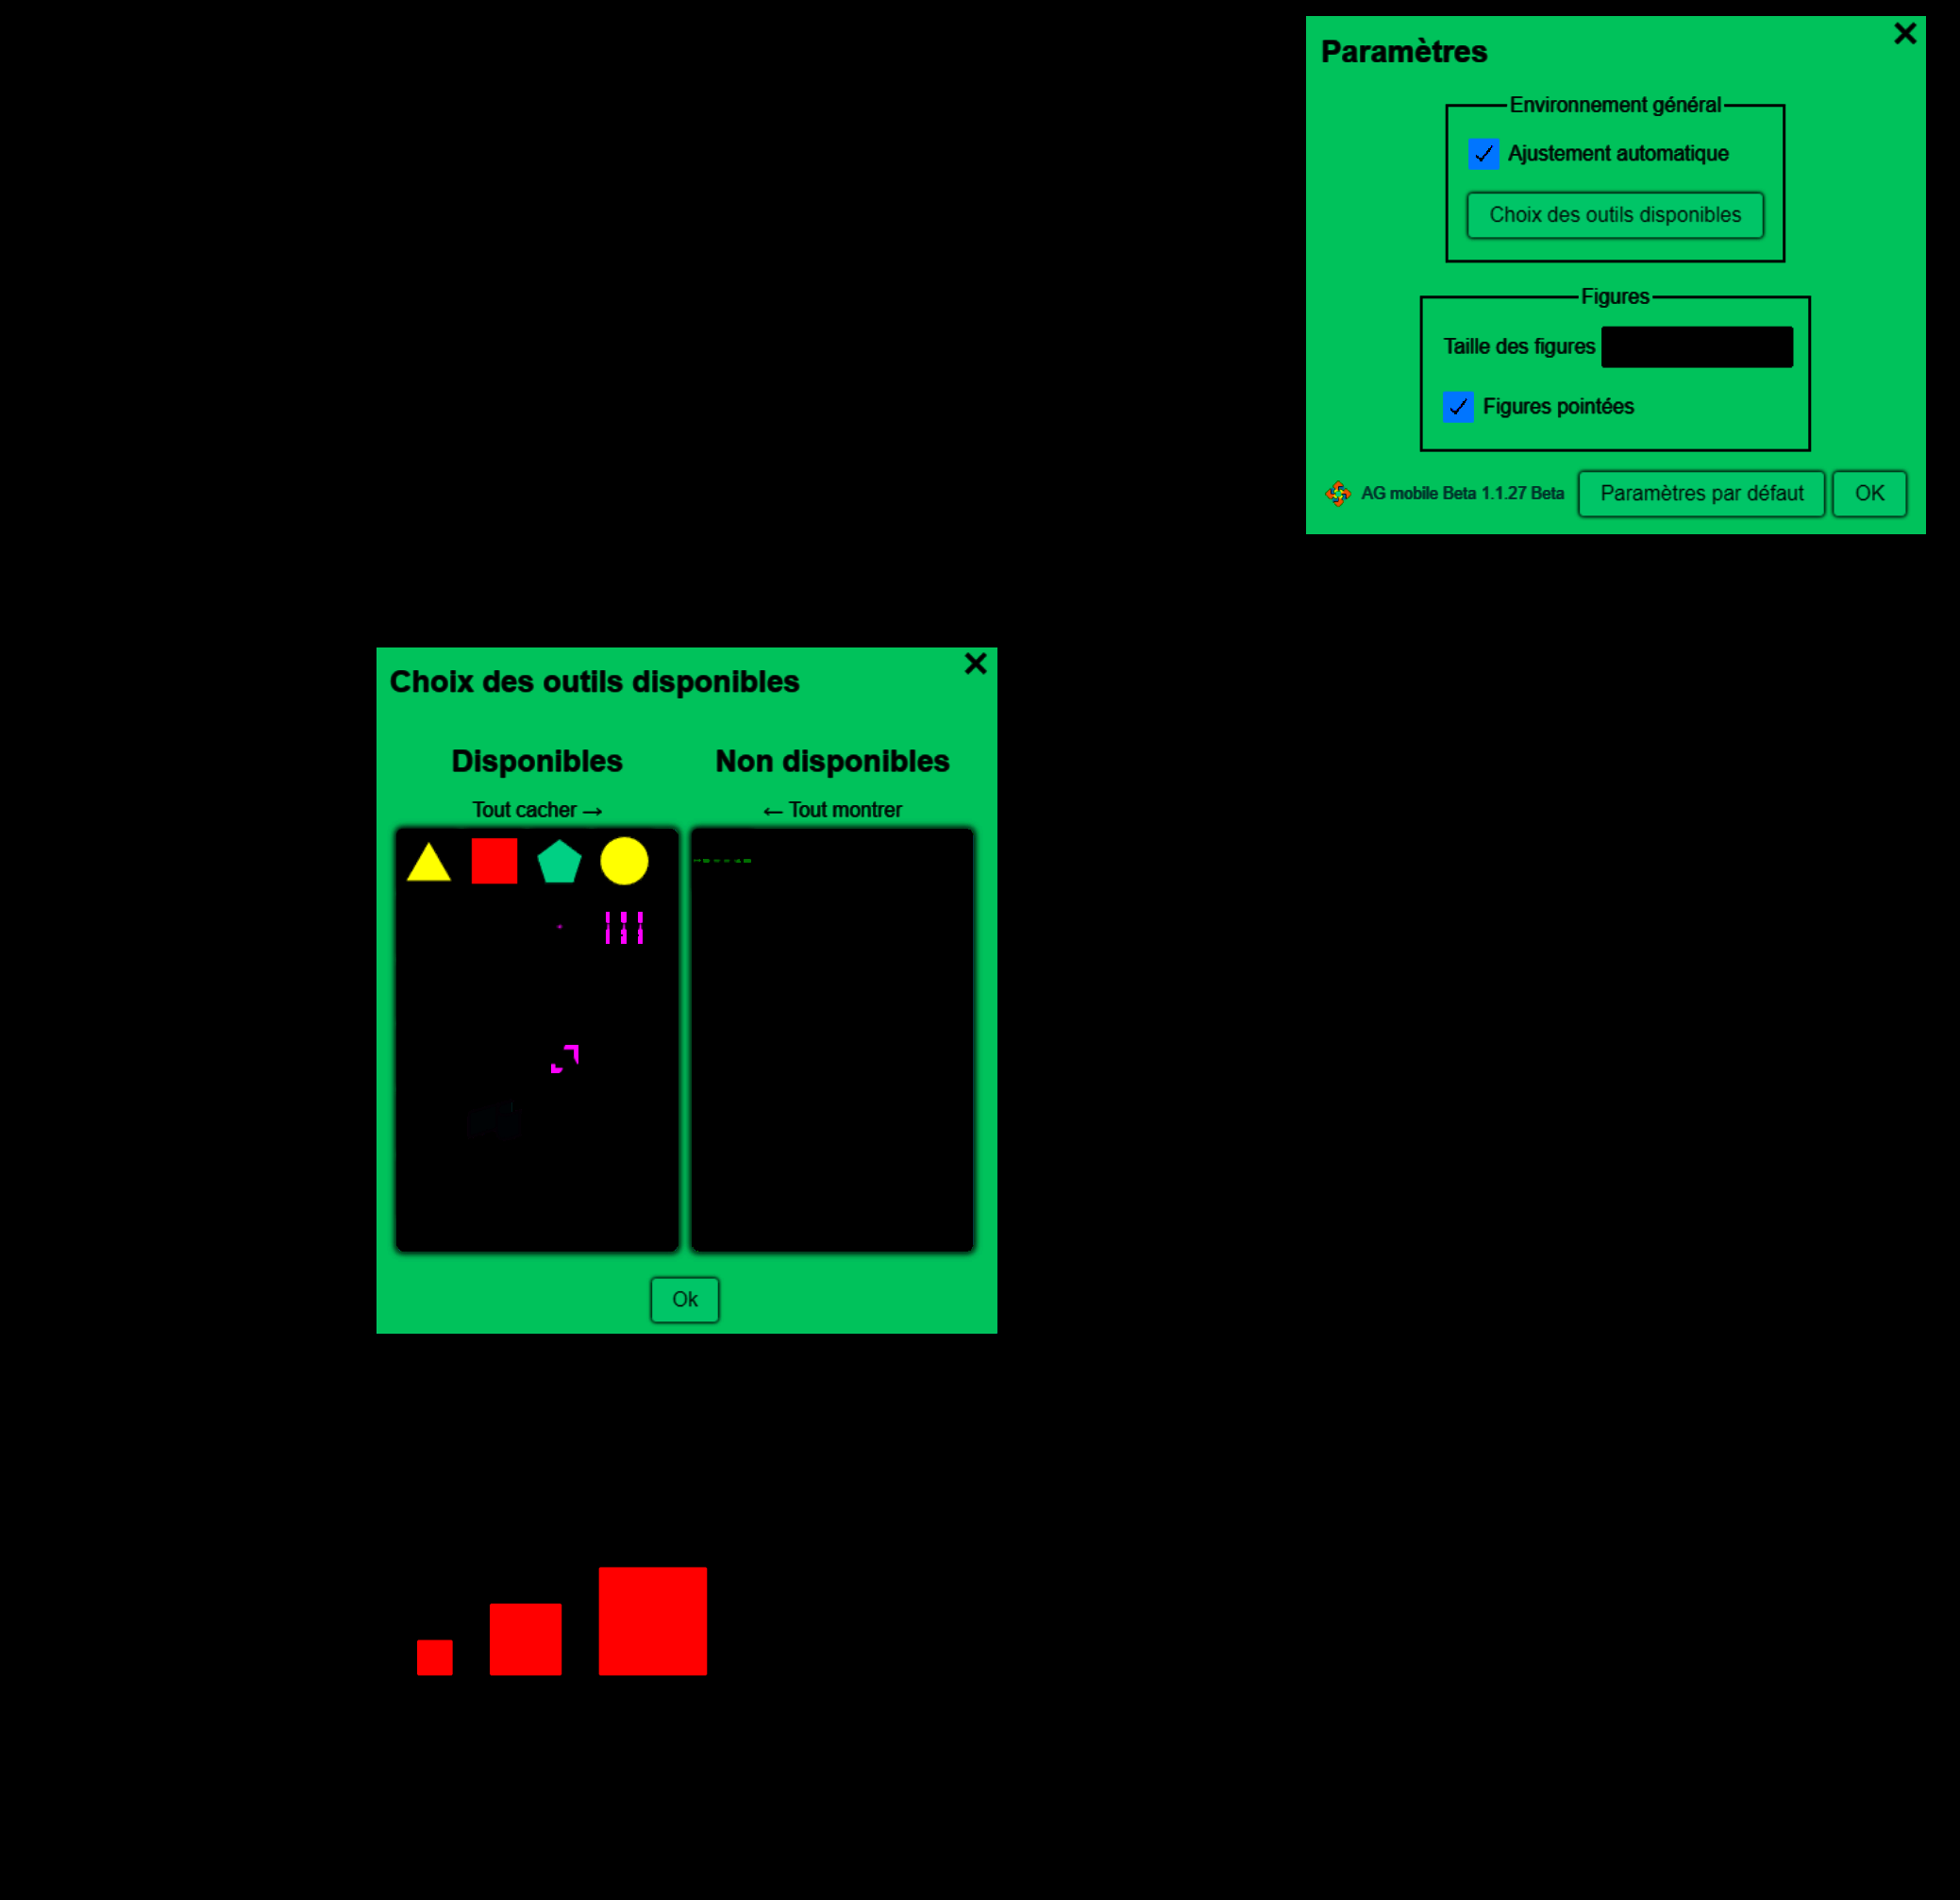 Paramètres
Environnement général
Ajustement automatique
Choix des outils disponibles
Figures
Taille des figures
Figures pointées
AG mobile Beta 1.1.27 Beta
Paramètres par défaut
OK
Choix des outils disponibles
Disponibles
Non disponibles
Tout cacher →
← Tout montrer
Ok